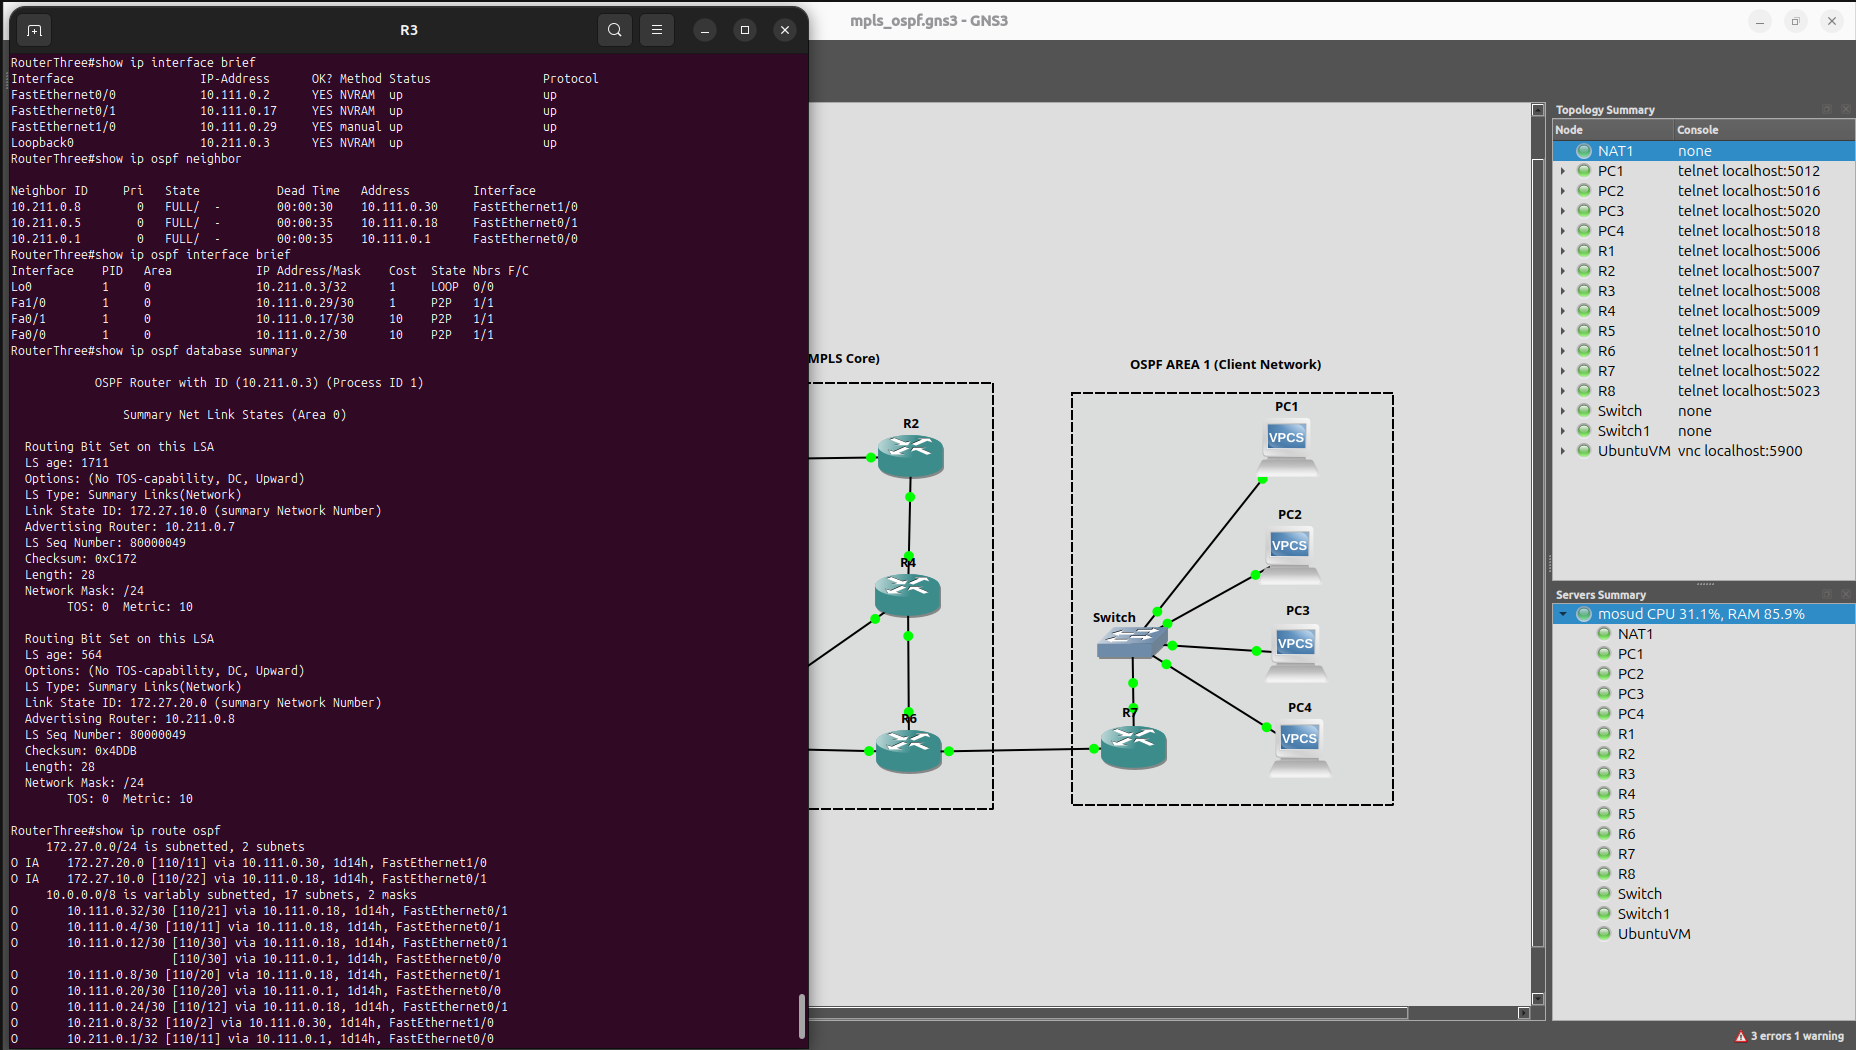 R3
mpls_ospf.gns3 - GNS3
RouterThree#show ip interface brief
Interface IP-Address OK? Method Status Protocol
FastEthernet0/0 10.111.0.2 YES NVRAM up up
FastEthernet0/1 10.111.0.17 YES NVRAM up up
FastEthernet1/0 10.111.0.29 YES manual up up
Loopback0 10.211.0.3 YES NVRAM up up
RouterThree#show ip ospf neighbor
Neighbor ID Pri State Dead Time Address Interface
10.211.0.8 0 FULL/ - 00:00:30 10.111.0.30 FastEthernet1/0
10.211.0.5 0 FULL/ - 00:00:35 10.111.0.18 FastEthernet0/1
10.211.0.1 0 FULL/ - 00:00:35 10.111.0.1 FastEthernet0/0
RouterThree#show ip ospf interface brief
Interface PID Area IP Address/Mask Cost State Nbrs F/C
Lo0 1 0 10.211.0.3/32 1 LOOP 0/0
Fa1/0 1 0 10.111.0.29/30 1 P2P 1/1
Fa0/1 1 0 10.111.0.17/30 10 P2P 1/1
Fa0/0 1 0 10.111.0.2/30 10 P2P 1/1
RouterThree#show ip ospf database summary
OSPF Router with ID (10.211.0.3) (Process ID 1)
Summary Net Link States (Area 0)
Routing Bit Set on this LSA
LS age: 1711
Options: (No TOS-capability, DC, Upward)
LS Type: Summary Links(Network)
Link State ID: 172.27.10.0 (summary Network Number)
Advertising Router: 10.211.0.7
LS Seq Number: 80000049
Checksum: 0xC172
Length: 28
Network Mask: /24
TOS: 0 Metric: 10
Routing Bit Set on this LSA
LS age: 564
Options: (No TOS-capability, DC, Upward)
LS Type: Summary Links(Network)
Link State ID: 172.27.20.0 (summary Network Number)
Advertising Router: 10.211.0.8
LS Seq Number: 80000049
Checksum: 0x4DDB
Length: 28
Network Mask: /24
TOS: 0 Metric: 10
RouterThree#show ip route ospf
172.27.0.0/24 is subnetted, 2 subnets
O IA 172.27.20.0 [110/11] via 10.111.0.30, 1d14h, FastEthernet1/0
O IA 172.27.10.0 [110/22] via 10.111.0.18, 1d14h, FastEthernet0/1
10.0.0.0/8 is variably subnetted, 17 subnets, 2 masks
O 10.111.0.32/30 [110/21] via 10.111.0.18, 1d14h, FastEthernet0/1
O 10.111.0.4/30 [110/11] via 10.111.0.18, 1d14h, FastEthernet0/1
O 10.111.0.12/30 [110/30] via 10.111.0.18, 1d14h, FastEthernet0/1
[110/30] via 10.111.0.1, 1d14h, FastEthernet0/0
O 10.111.0.8/30 [110/20] via 10.111.0.18, 1d14h, FastEthernet0/1
O 10.111.0.20/30 [110/20] via 10.111.0.1, 1d14h, FastEthernet0/0
O 10.111.0.24/30 [110/12] via 10.111.0.18, 1d14h, FastEthernet0/1
O 10.211.0.8/32 [110/2] via 10.111.0.30, 1d14h, FastEthernet1/0
O 10.211.0.1/32 [110/11] via 10.111.0.1, 1d14h, FastEthernet0/0
MPLS Core)
R2
R4
R6
OSPF AREA 1 (Client Network)
PC1
VPCS
PC2
VPCS
PC3
VPCS
Switch
PC4
VPCS
R7
Topology Summary
Node Console
NAT1 none
PC1 telnet localhost:5012
PC2 telnet localhost:5016
PC3 telnet localhost:5020
PC4 telnet localhost:5018
R1 telnet localhost:5006
R2 telnet localhost:5007
R3 telnet localhost:5008
R4 telnet localhost:5009
R5 telnet localhost:5010
R6 telnet localhost:5011
R7 telnet localhost:5022
R8 telnet localhost:5023
Switch none
Switch1 none
UbuntuVM vnc localhost:5900
Servers Summary
mosud CPU 31.1%, RAM 85.9%
NAT1
PC1
PC2
PC3
PC4
R1
R2
R3
R4
R5
R6
R7
R8
Switch
Switch1
UbuntuVM
3 errors 1 warning